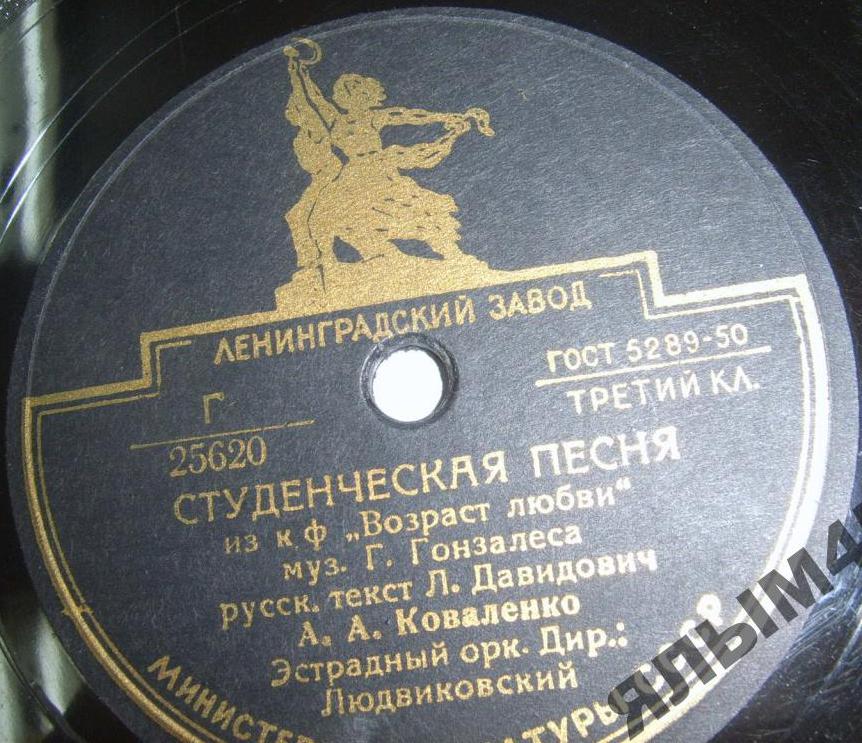 ЛЕНИНГРАДСКИЙ ЗАВОД
ГОСТ 5289-50
ТРЕТИЙ КЛ.
Г
25620
СТУДЕНЧЕСКАЯ ПЕСНЯ
из к ф „Возраст любви“
муз. Г. Гонзалеса
русск. текст Л. Давидович
А. А. Коваленко
Эстрадный орк. Дир.:
Людвиковский